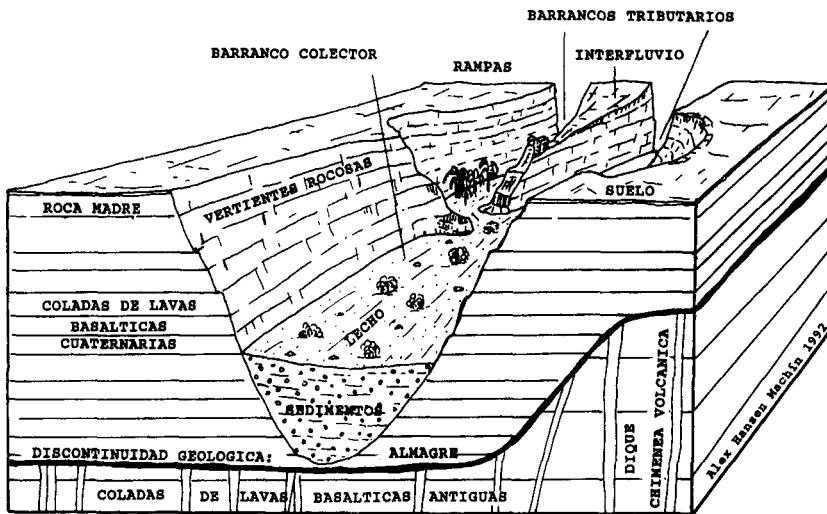 BARRANCOS TRIBUTARIOS
BARRANCO COLECTOR
INTERFLUVIO
RAMPAS
VERTIENTES ROCOSAS
SUELO
ROCA MADRE
COLADAS DE LAVAS
BASALTICAS
CUATERNARIAS
LECHO
SEDIMENTOS
DIQUE
CHIMENEA VOLCANICA
Alex Hansen Machin 1992
DISCONTINUIDAD GEOLOGICA: ALMAGRE
COLADAS DE LAVAS BASALTICAS ANTIGUAS